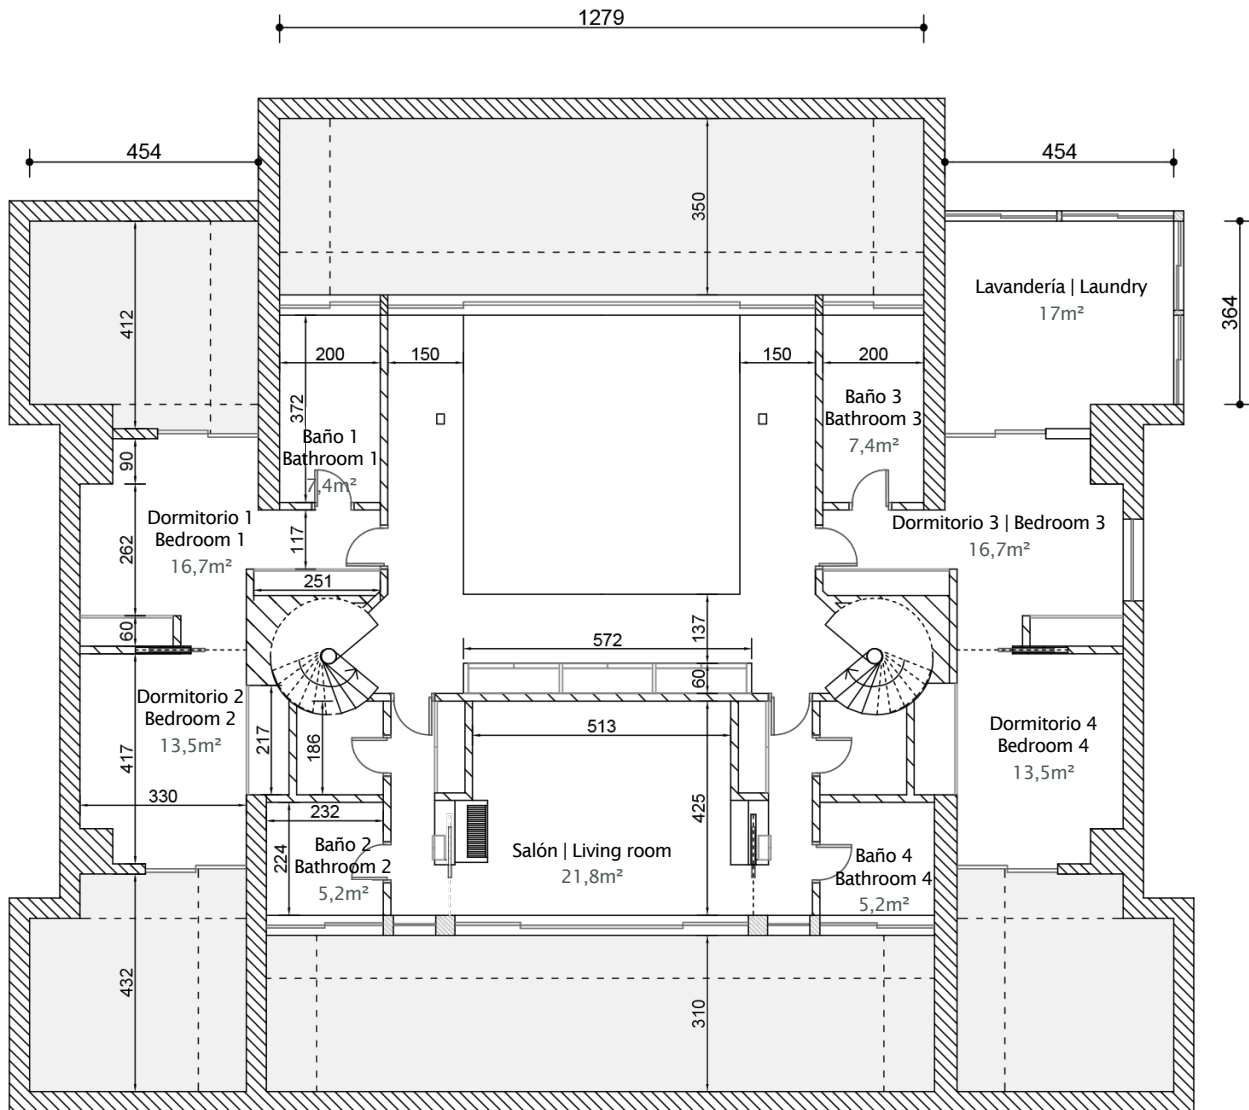 1279
454
454
350
364
Lavandería | Laundry
17m²
412
200
150
150
200
372
Baño 1
Bathroom 1
7,4m²
Baño 3
Bathroom 3
7,4m²
90
Dormitorio 1
Bedroom 1
16,7m²
117
Dormitorio 3 | Bedroom 3
16,7m²
262
251
60
137
572
60
Dormitorio 2
Bedroom 2
13,5m²
217
186
513
Dormitorio 4
Bedroom 4
13,5m²
417
330
232
425
224
Baño 2
Bathroom 2
5,2m²
Salón | Living room
21,8m²
Baño 4
Bathroom 4
5,2m²
432
310